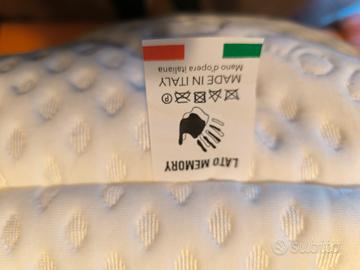 LATO MEMORY
MADE IN ITALY
Mano d'opera italiana
Subito